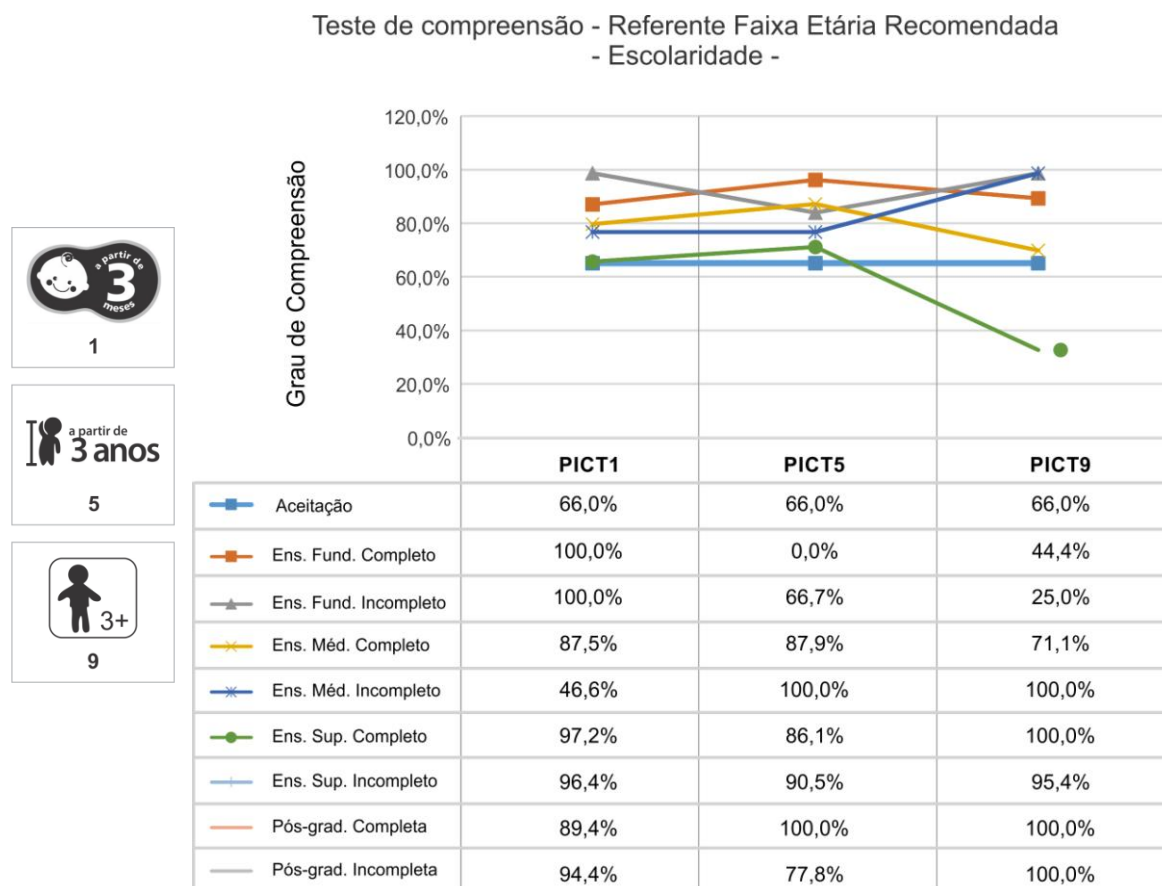 Teste de compreensão - Referente Faixa Etária Recomendada
- Escolaridade -
a partir de
3
meses
1
a partir de
3 anos
5
3+
9
Grau de Compreensão
120,0%
100,0%
80,0%
60,0%
40,0%
20,0%
0,0%
PICT1 PICT5 PICT9
Aceitação 66,0% 66,0% 66,0%
Ens. Fund. Completo 100,0% 0,0% 44,4%
Ens. Fund. Incompleto 100,0% 66,7% 25,0%
Ens. Méd. Completo 87,5% 87,9% 71,1%
Ens. Méd. Incompleto 46,6% 100,0% 100,0%
Ens. Sup. Completo 97,2% 86,1% 100,0%
Ens. Sup. Incompleto 96,4% 90,5% 95,4%
Pós-grad. Completa 89,4% 100,0% 100,0%
Pós-grad. Incompleta 94,4% 77,8% 100,0%